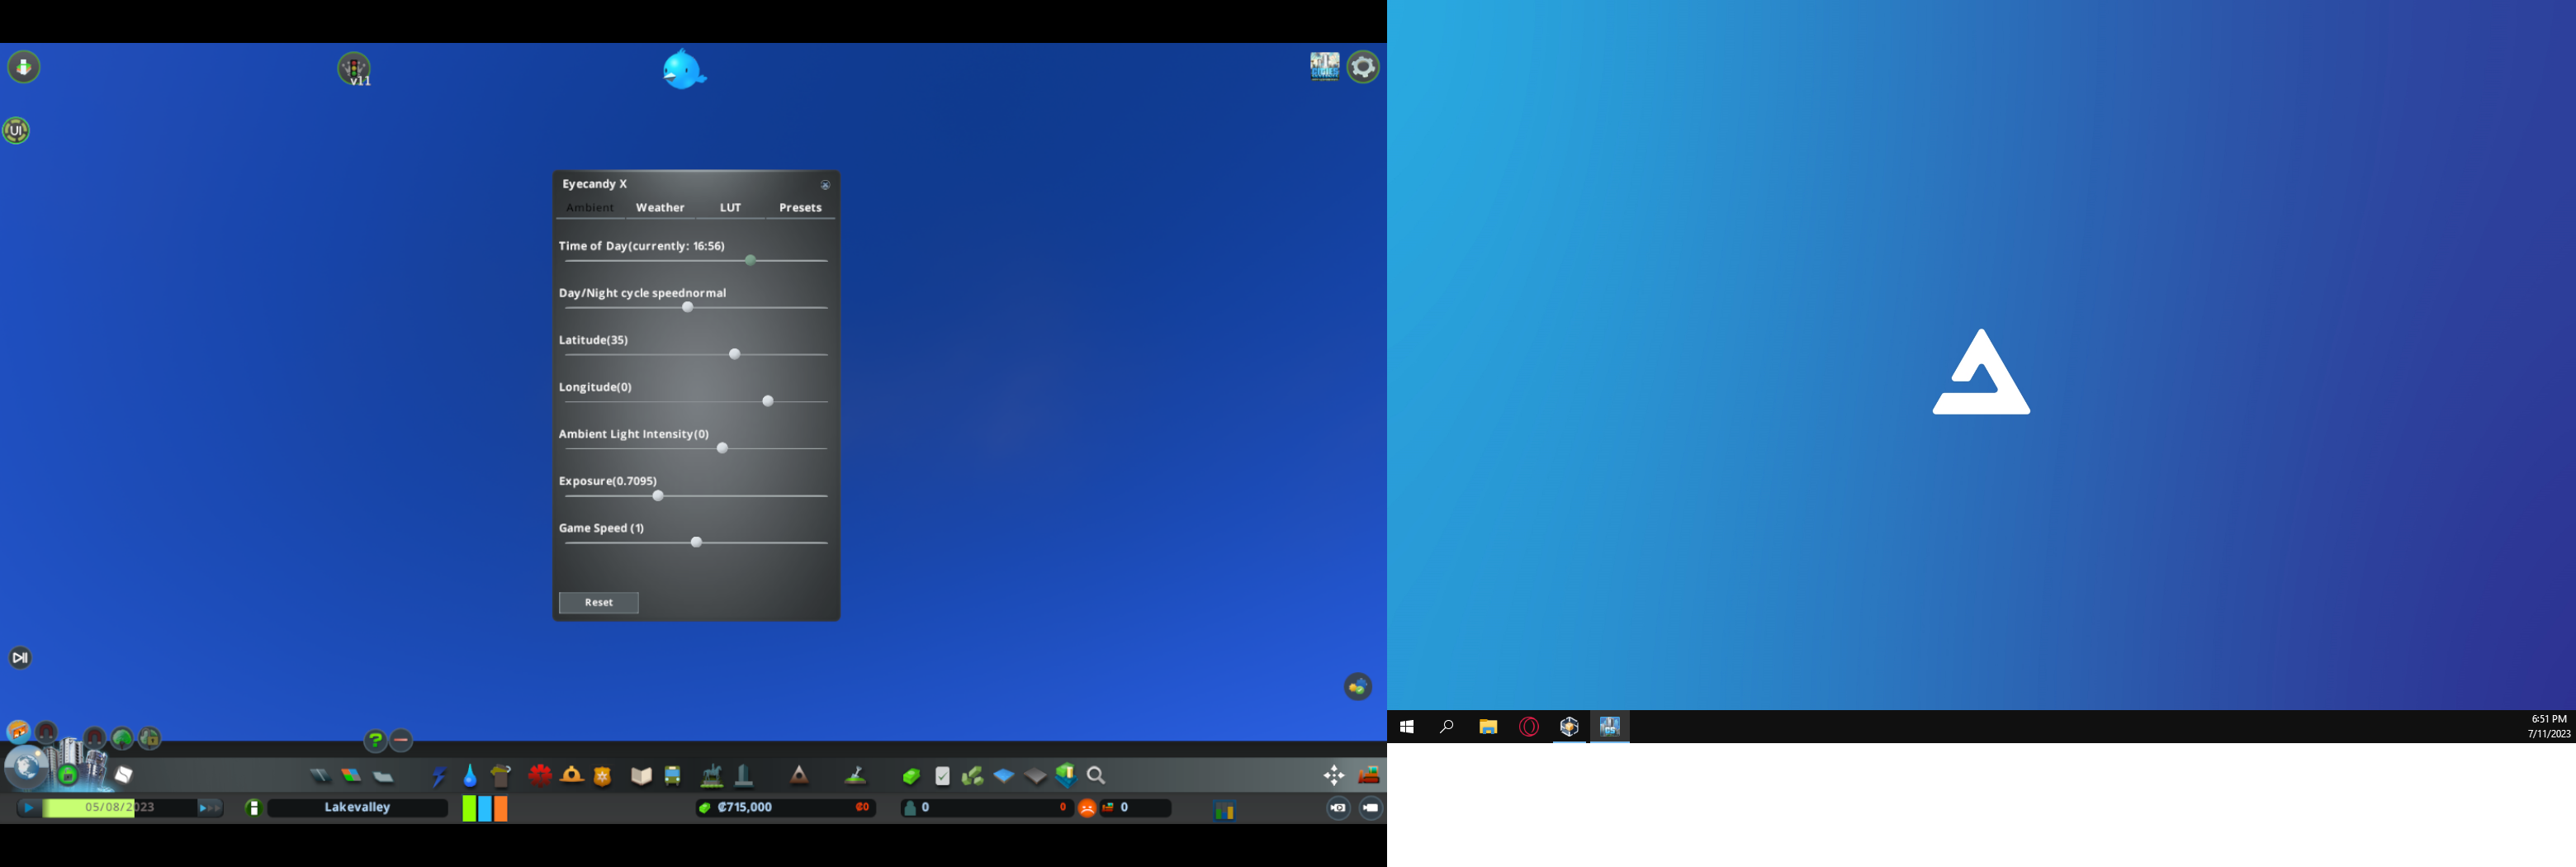 v11
UI
Eyecandy X
Ambient Weather LUT Presets
Time of Day(currently: 16:56)
Day/Night cycle speednormal
Latitude(35)
Longitude(0)
Ambient Light Intensity(0)
Exposure(0.7095)
Game Speed (1)
Reset
05/08/2023
Lakevalley
₡715,000
₡0
0
0
0
6:51 PM
7/11/2023